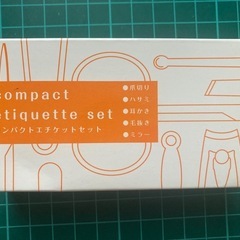 compact
etiquette set
コンパクトエチケットセット
●爪切り
●ハサミ
●耳かき
●毛抜き
●ミラー